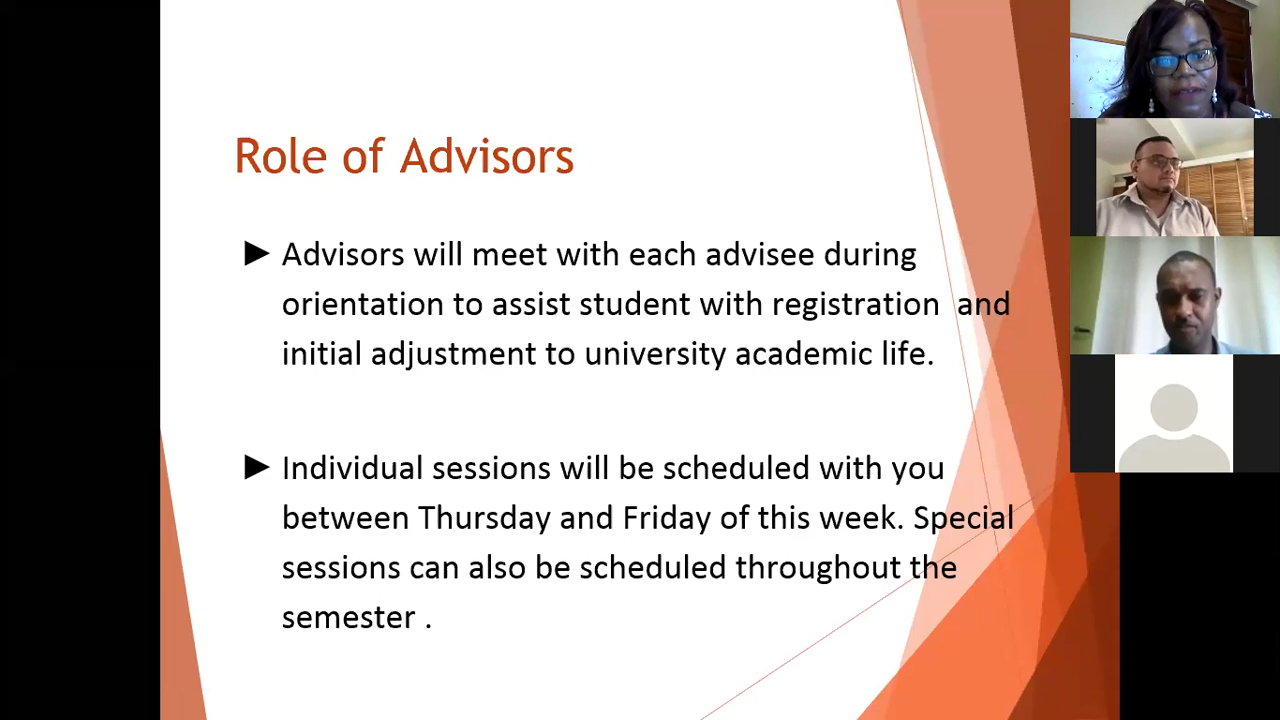 Role of Advisors
► Advisors will meet with each advisee during
orientation to assist student with registration  and
initial adjustment to university academic life.
► Individual sessions will be scheduled with you
between Thursday and Friday of this week. Special
sessions can also be scheduled throughout the
semester .